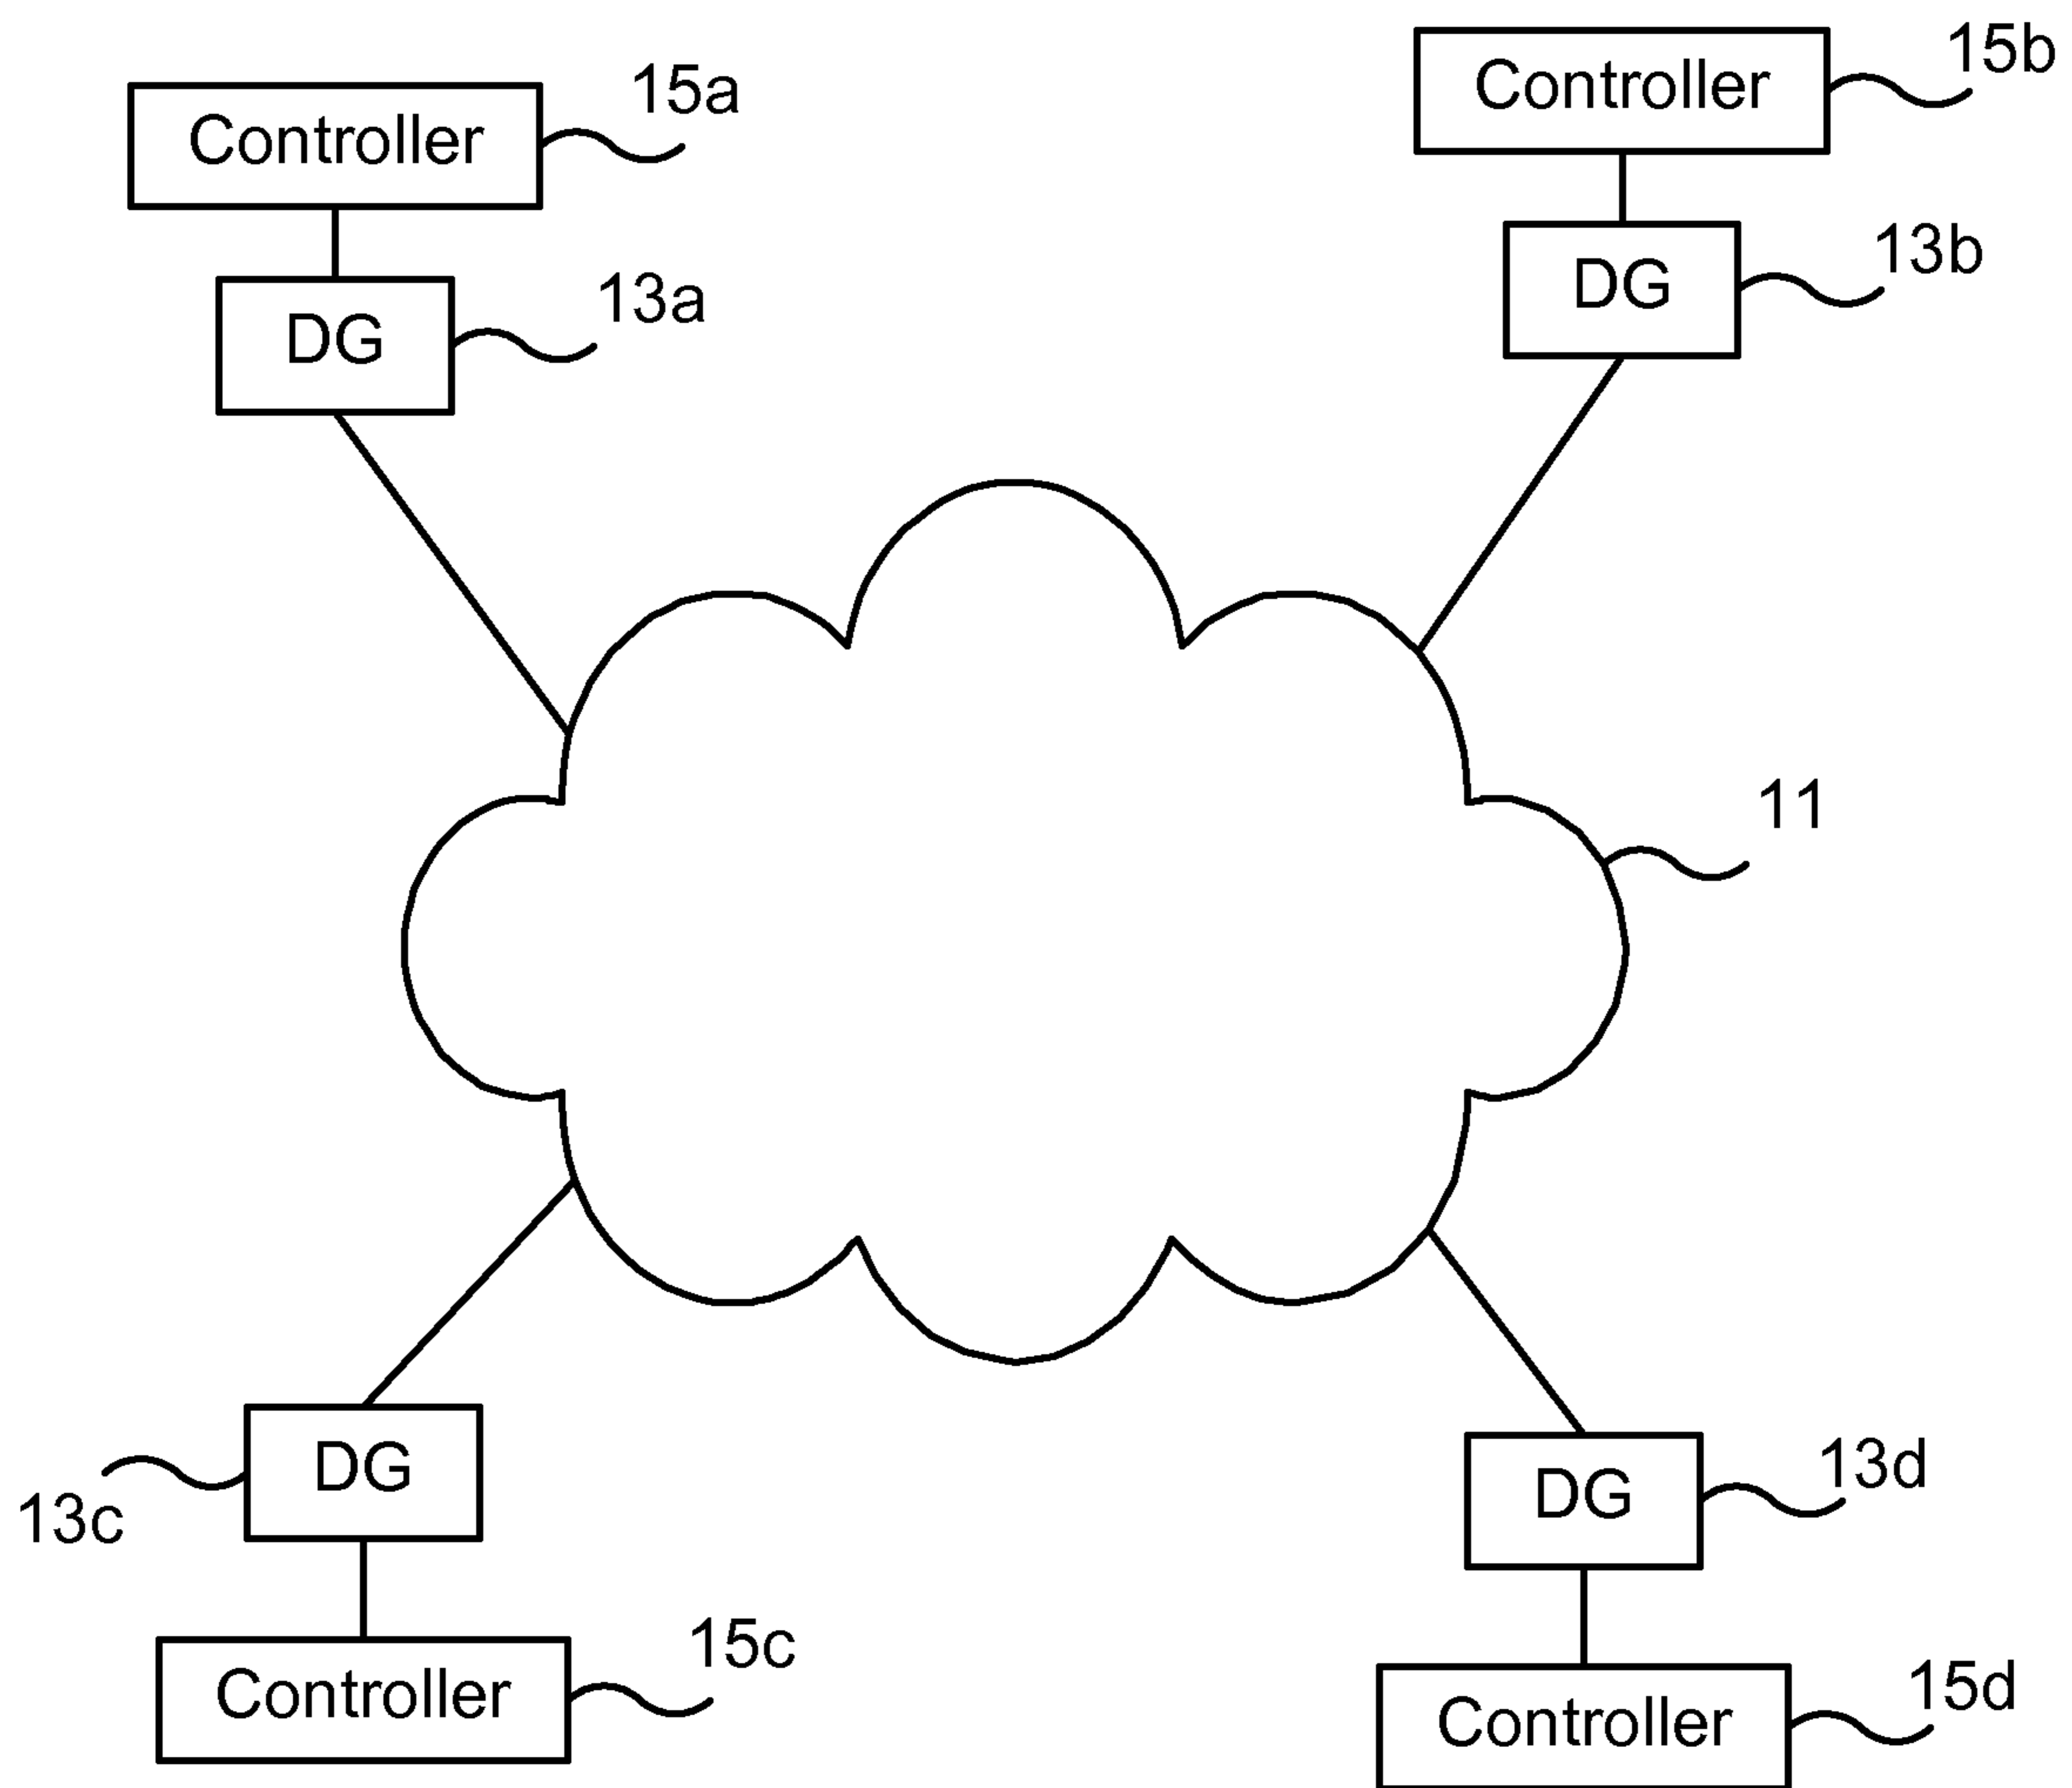 Controller
15a
Controller
15b
DG
13a
DG
13b
11
DG
13c
DG
13d
Controller
15c
Controller
15d